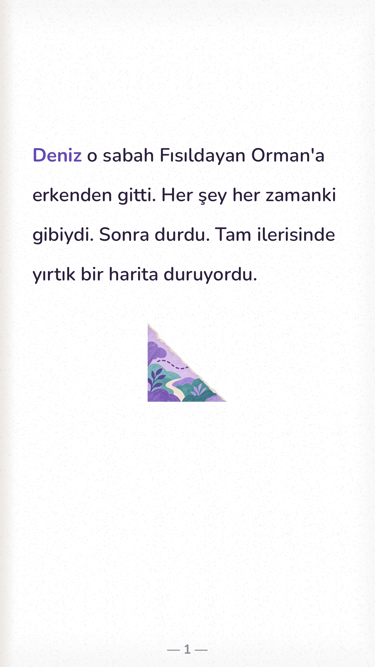 Deniz o sabah Fısıldayan Orman'a
erkenden gitti. Her şey her zamanki
gibiydi. Sonra durdu. Tam ilerisinde
yırtık bir harita duruyordu.
— 1 —